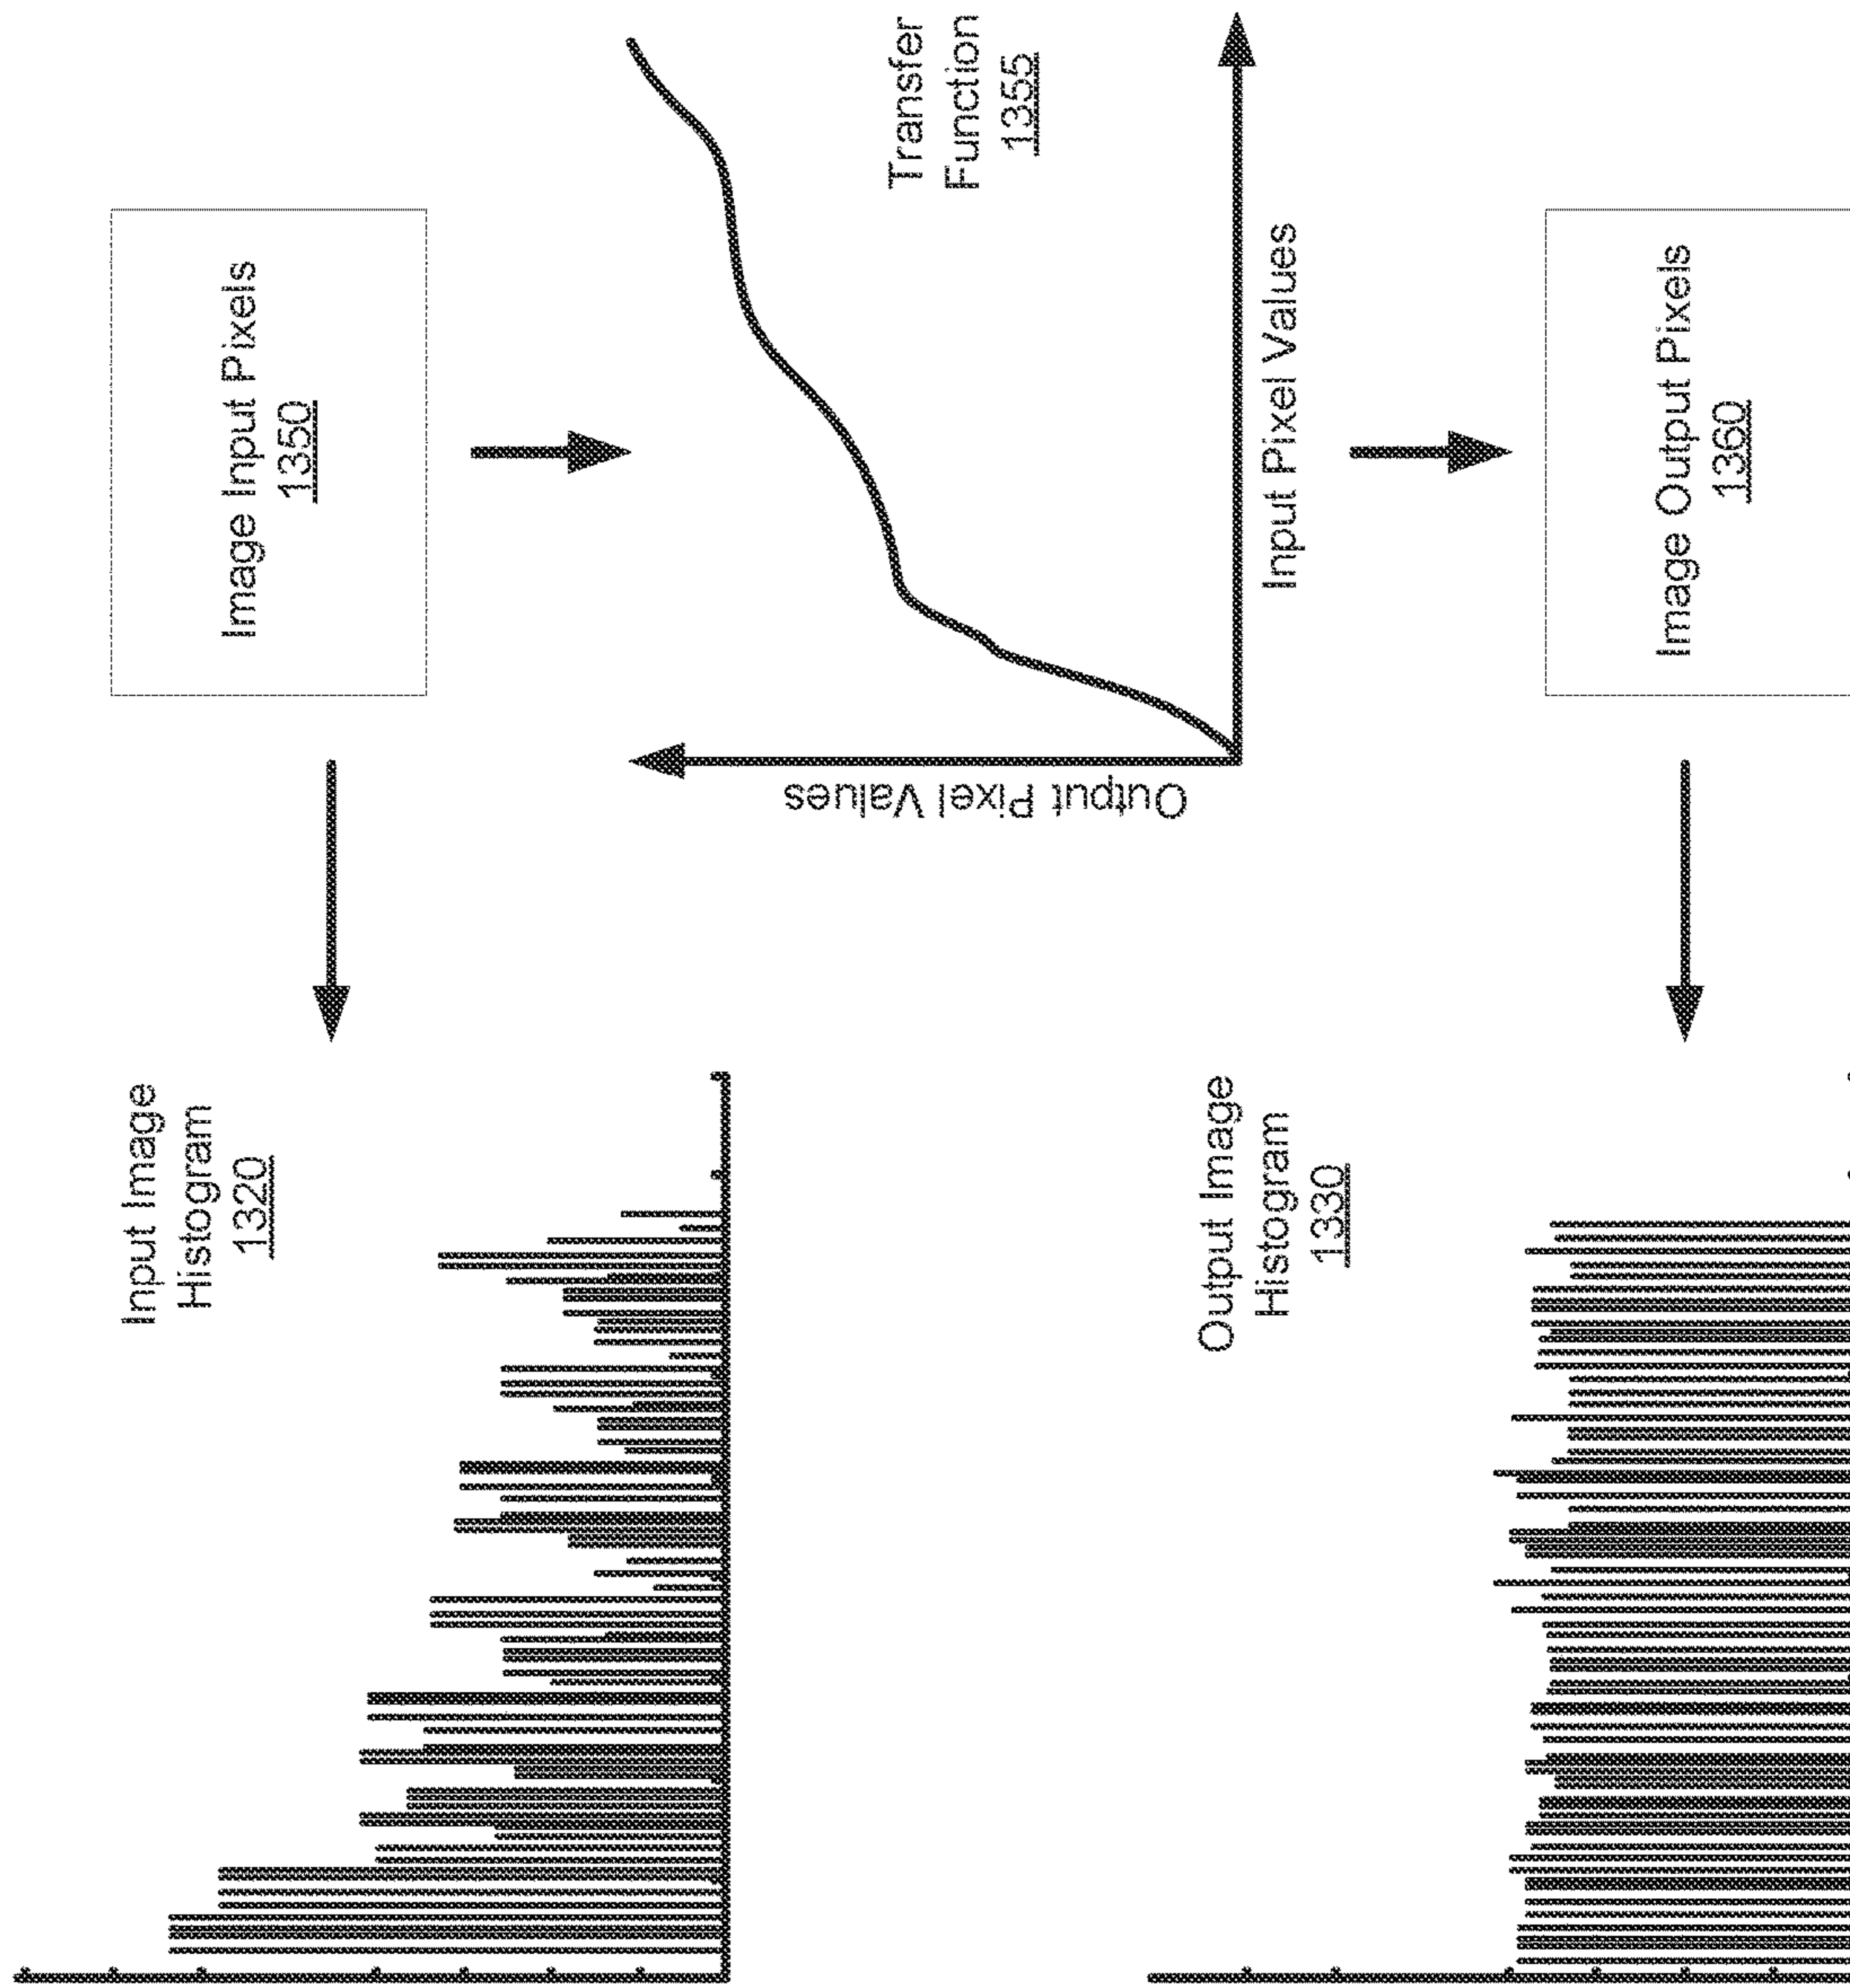 Input Image
Histogram
1320
Image Input Pixels
1350
Output Pixel Values
Transfer
Function
1355
Input Pixel Values
Output Image
Histogram
1330
Image Output Pixels
1360